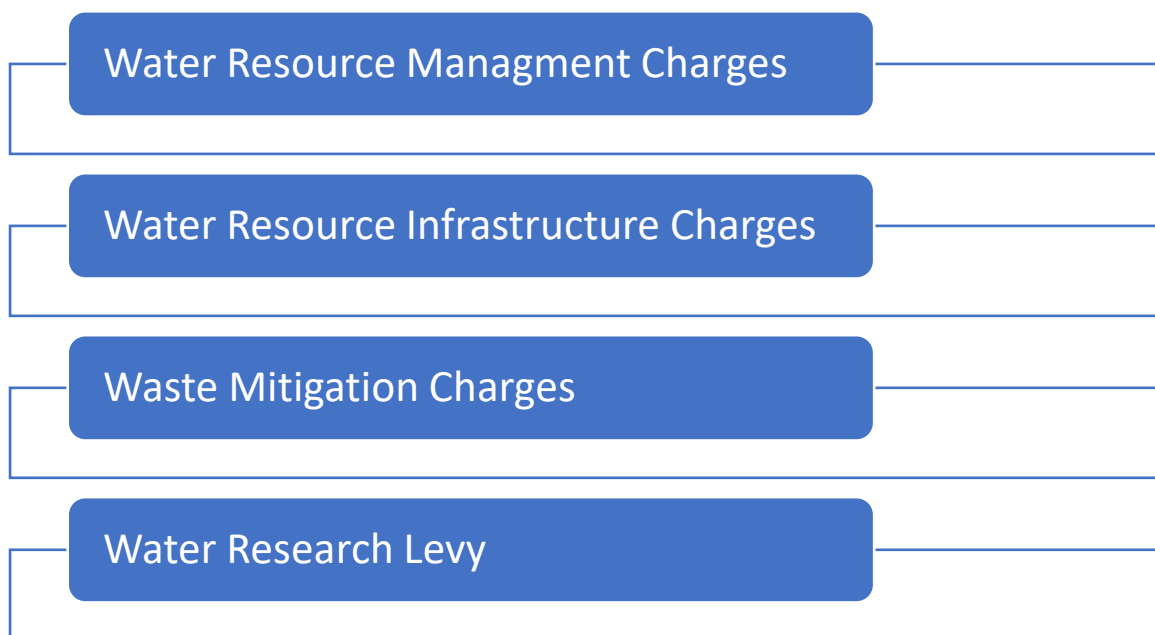 Water Resource Managment Charges
Water Resource Infrastructure Charges
Waste Mitigation Charges
Water Research Levy